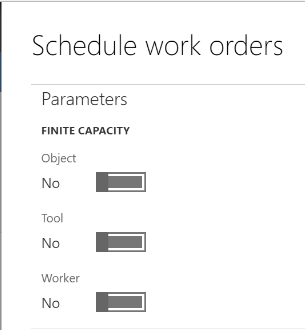 Schedule work orders
Parameters
FINITE CAPACITY
Object
No
Tool
No
Worker
No